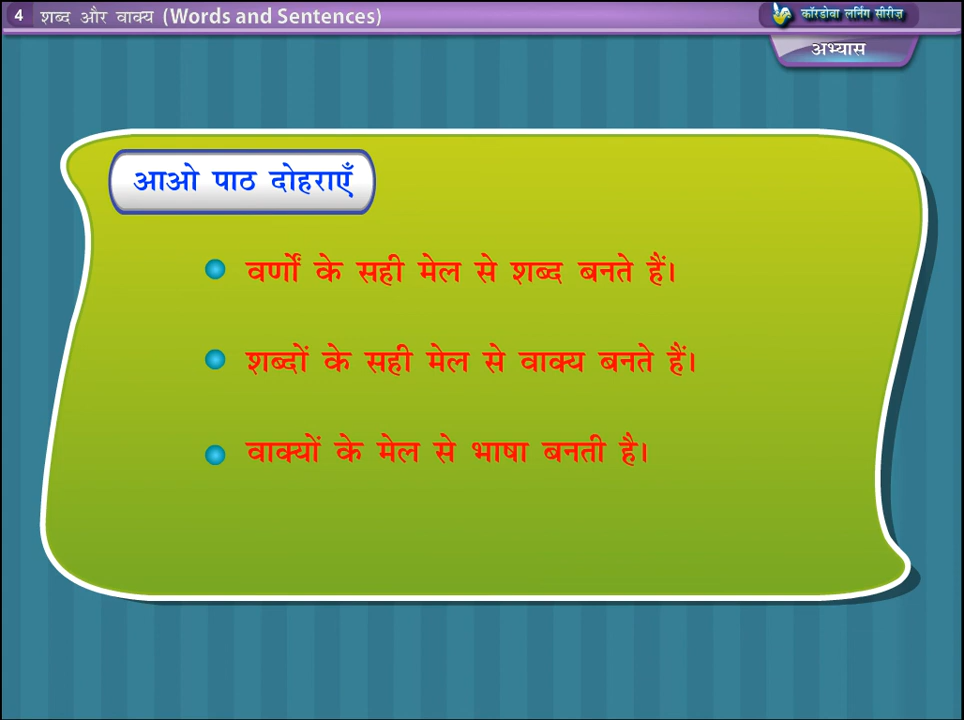 4 शब्द और वाक्य (Words and Sentences)
कॉरडोवा लर्निंग सीरीज़
अभ्यास
आओ पाठ दोहराएँ
वर्णों के सही मेल से शब्द बनते हैं।
शब्दों के सही मेल से वाक्य बनते हैं।
वाक्यों के मेल से भाषा बनती है।